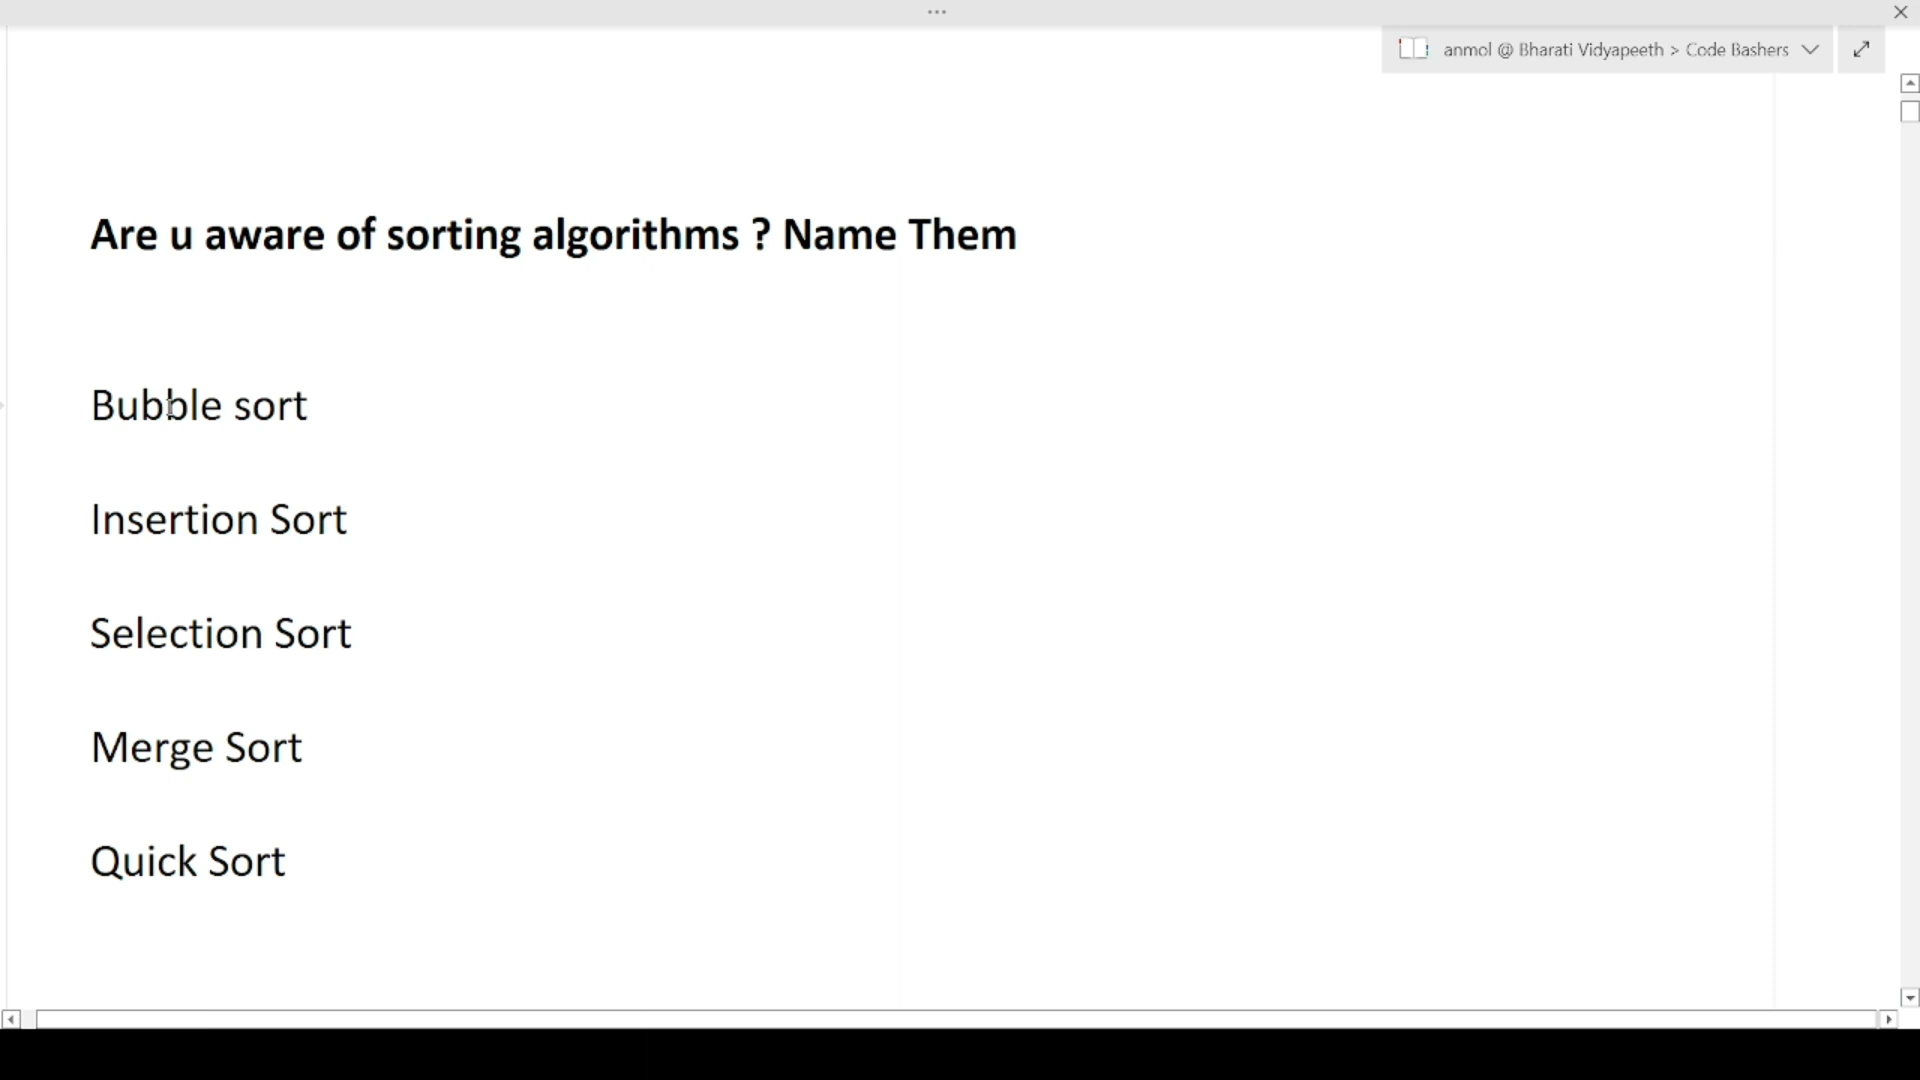 anmol @ Bharati Vidyapeeth > Code Bashers
Are u aware of sorting algorithms ? Name Them
Bubble sort
Insertion Sort
Selection Sort
Merge Sort
Quick Sort